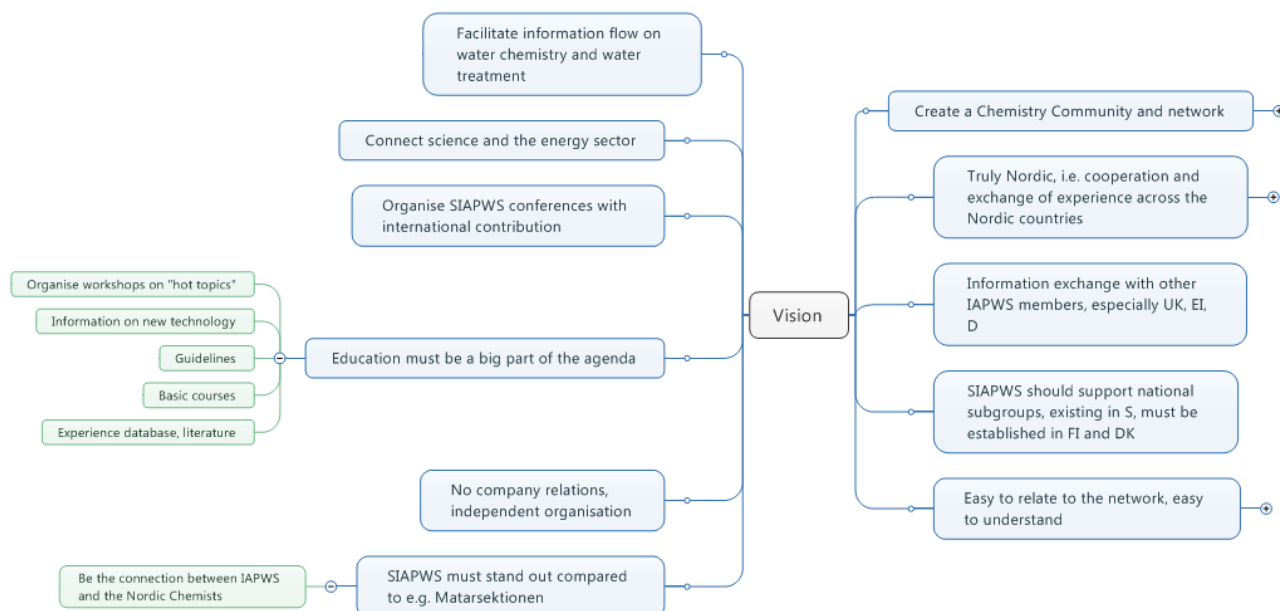 Facilitate information flow on
water chemistry and water
treatment
Connect science and the energy sector
Organise SIAPWS conferences with
international contribution
Organise workshops on "hot topics"
Information on new technology
Guidelines
Basic courses
Experience database, literature
Education must be a big part of the agenda
No company relations,
independent organisation
Be the connection between IAPWS
and the Nordic Chemists
SIAPWS must stand out compared
to e.g. Matarsektionen
Vision
Create a Chemistry Community and network
Truly Nordic, i.e. cooperation and
exchange of experience across the
Nordic countries
Information exchange with other
IAPWS members, especially UK, EI,
D
SIAPWS should support national
subgroups, existing in S, must be
established in FI and DK
Easy to relate to the network, easy
to understand